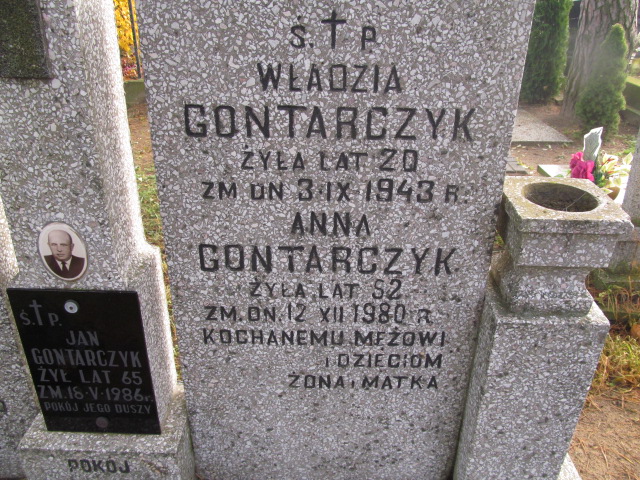 Ś.✝P.
WŁADZIA
GONTARCZYK
ŻYŁA LAT 20
ZM DN 3·IX·1943 R.
ANNA
GONTARCZYK
ŻYŁA LAT 52
ZM. DN. 12 XII 1980 R.
KOCHANEMU MĘŻOWI
I DZIECIOM
ŻONA I MATKA
Ś.✝P.
JAN
GONTARCZYK
ŻYŁ LAT 65
ZM. 18·V·1986 r.
POKÓJ JEGO DUSZY
POKÓJ